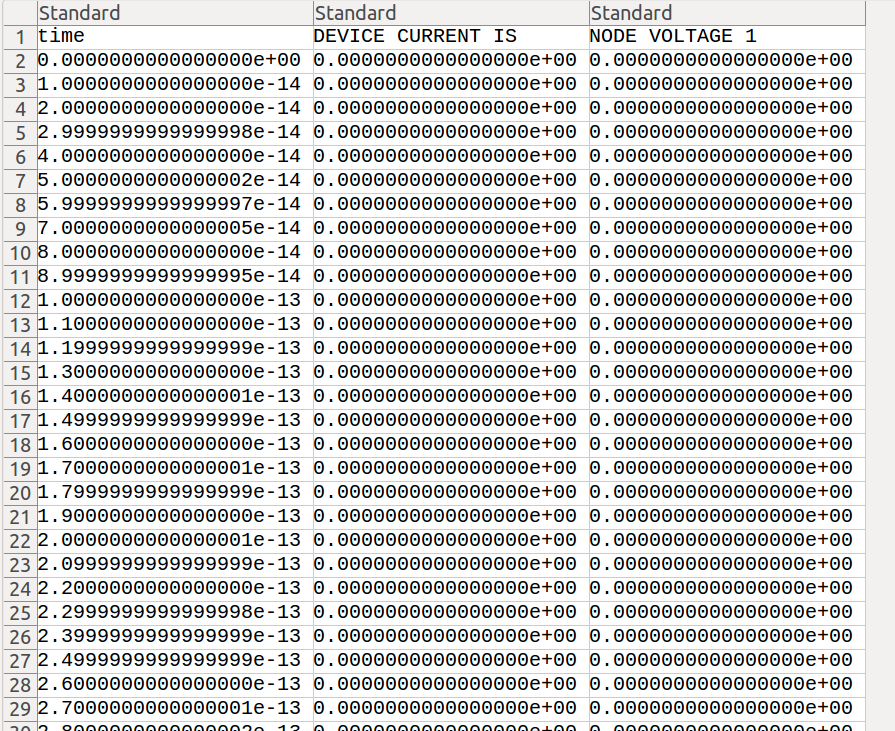 Standard Standard Standard
1 time DEVICE CURRENT IS NODE VOLTAGE 1
2 0.0000000000000000e+00 0.0000000000000000e+00 0.0000000000000000e+00
3 1.0000000000000000e-14 0.0000000000000000e+00 0.0000000000000000e+00
4 2.0000000000000000e-14 0.0000000000000000e+00 0.0000000000000000e+00
5 2.9999999999999998e-14 0.0000000000000000e+00 0.0000000000000000e+00
6 4.0000000000000000e-14 0.0000000000000000e+00 0.0000000000000000e+00
7 5.0000000000000002e-14 0.0000000000000000e+00 0.0000000000000000e+00
8 5.9999999999999997e-14 0.0000000000000000e+00 0.0000000000000000e+00
9 7.0000000000000005e-14 0.0000000000000000e+00 0.0000000000000000e+00
10 8.0000000000000000e-14 0.0000000000000000e+00 0.0000000000000000e+00
11 8.9999999999999995e-14 0.0000000000000000e+00 0.0000000000000000e+00
12 1.0000000000000000e-13 0.0000000000000000e+00 0.0000000000000000e+00
13 1.1000000000000000e-13 0.0000000000000000e+00 0.0000000000000000e+00
14 1.1999999999999999e-13 0.0000000000000000e+00 0.0000000000000000e+00
15 1.3000000000000000e-13 0.0000000000000000e+00 0.0000000000000000e+00
16 1.4000000000000001e-13 0.0000000000000000e+00 0.0000000000000000e+00
17 1.4999999999999999e-13 0.0000000000000000e+00 0.0000000000000000e+00
18 1.6000000000000000e-13 0.0000000000000000e+00 0.0000000000000000e+00
19 1.7000000000000001e-13 0.0000000000000000e+00 0.0000000000000000e+00
20 1.7999999999999999e-13 0.0000000000000000e+00 0.0000000000000000e+00
21 1.9000000000000000e-13 0.0000000000000000e+00 0.0000000000000000e+00
22 2.0000000000000001e-13 0.0000000000000000e+00 0.0000000000000000e+00
23 2.0999999999999999e-13 0.0000000000000000e+00 0.0000000000000000e+00
24 2.2000000000000000e-13 0.0000000000000000e+00 0.0000000000000000e+00
25 2.2999999999999998e-13 0.0000000000000000e+00 0.0000000000000000e+00
26 2.3999999999999999e-13 0.0000000000000000e+00 0.0000000000000000e+00
27 2.4999999999999999e-13 0.0000000000000000e+00 0.0000000000000000e+00
28 2.6000000000000000e-13 0.0000000000000000e+00 0.0000000000000000e+00
29 2.7000000000000001e-13 0.0000000000000000e+00 0.0000000000000000e+00
30 2.8000000000000002e-13 0.0000000000000000e+00 0.0000000000000000e+00